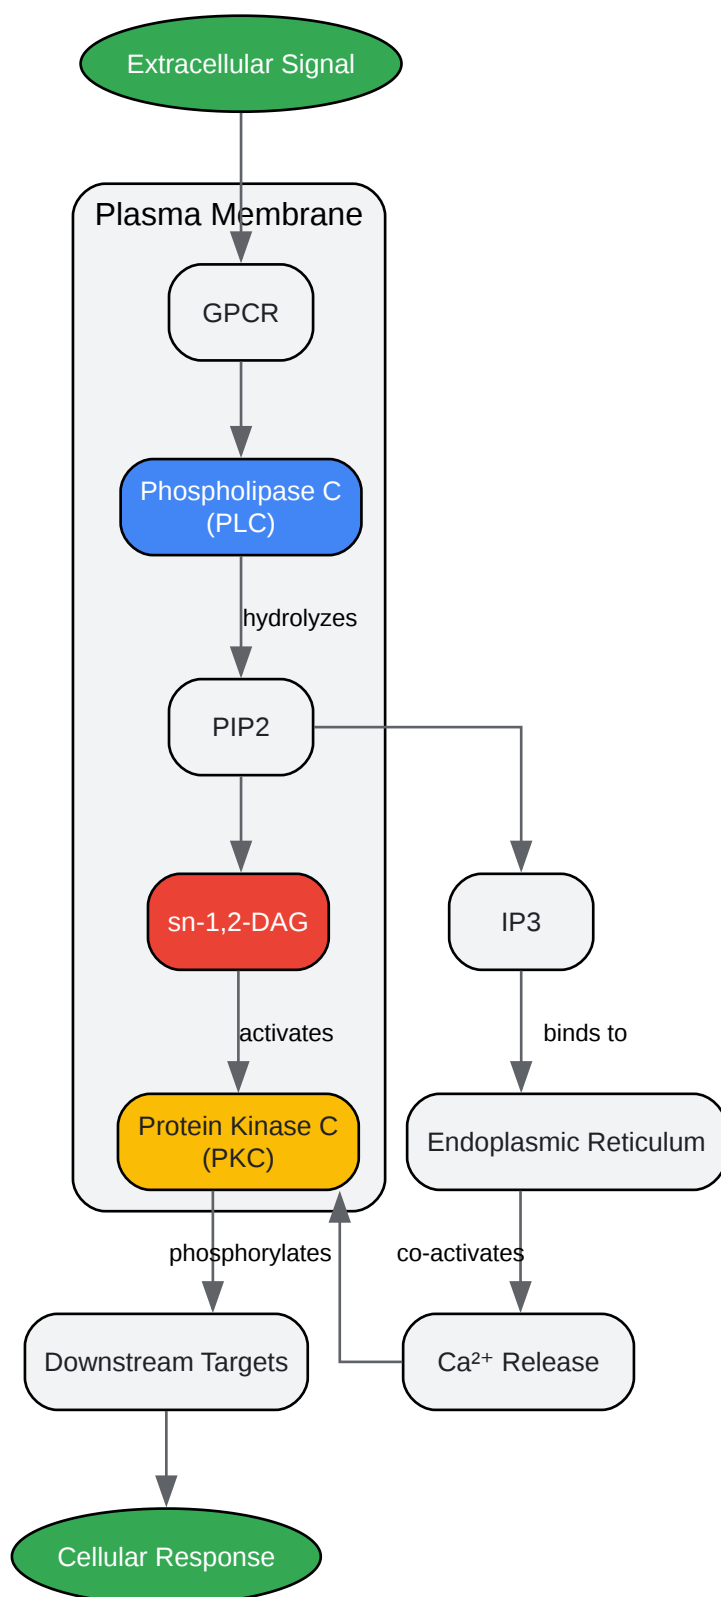 Extracellular Signal
Plasma Membrane
GPCR
Phospholipase C
(PLC)
hydrolyzes
PIP2
sn-1,2-DAG
IP3
activates
binds to
Protein Kinase C
(PKC)
Endoplasmic Reticulum
phosphorylates
co-activates
Downstream Targets
Ca²⁺ Release
Cellular Response